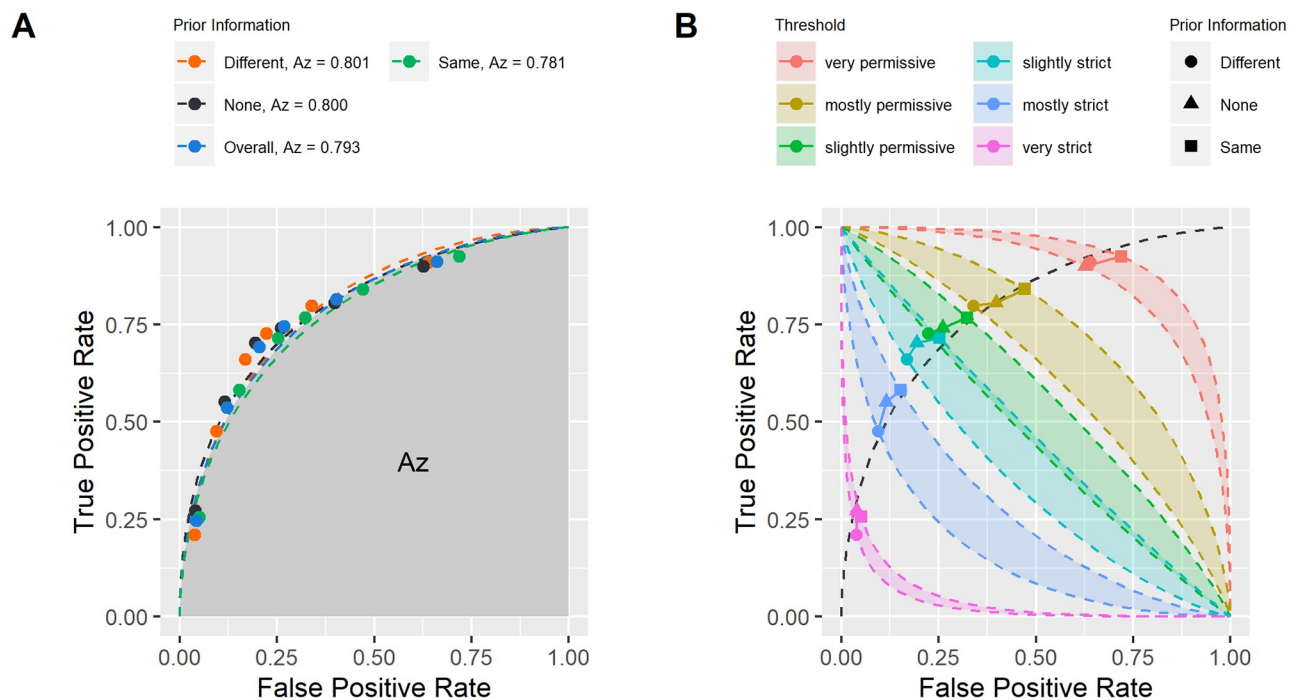 A
Prior Information
Different, Az = 0.801
Same, Az = 0.781
None, Az = 0.800
Overall, Az = 0.793
True Positive Rate
1.00
0.75
0.50
0.25
0.00
Az
0.00 0.25 0.50 0.75 1.00
False Positive Rate
B
Threshold
very permissive
slightly strict
mostly permissive
mostly strict
slightly permissive
very strict
Prior Information
Different
None
Same
True Positive Rate
1.00
0.75
0.50
0.25
0.00
0.00 0.25 0.50 0.75 1.00
False Positive Rate